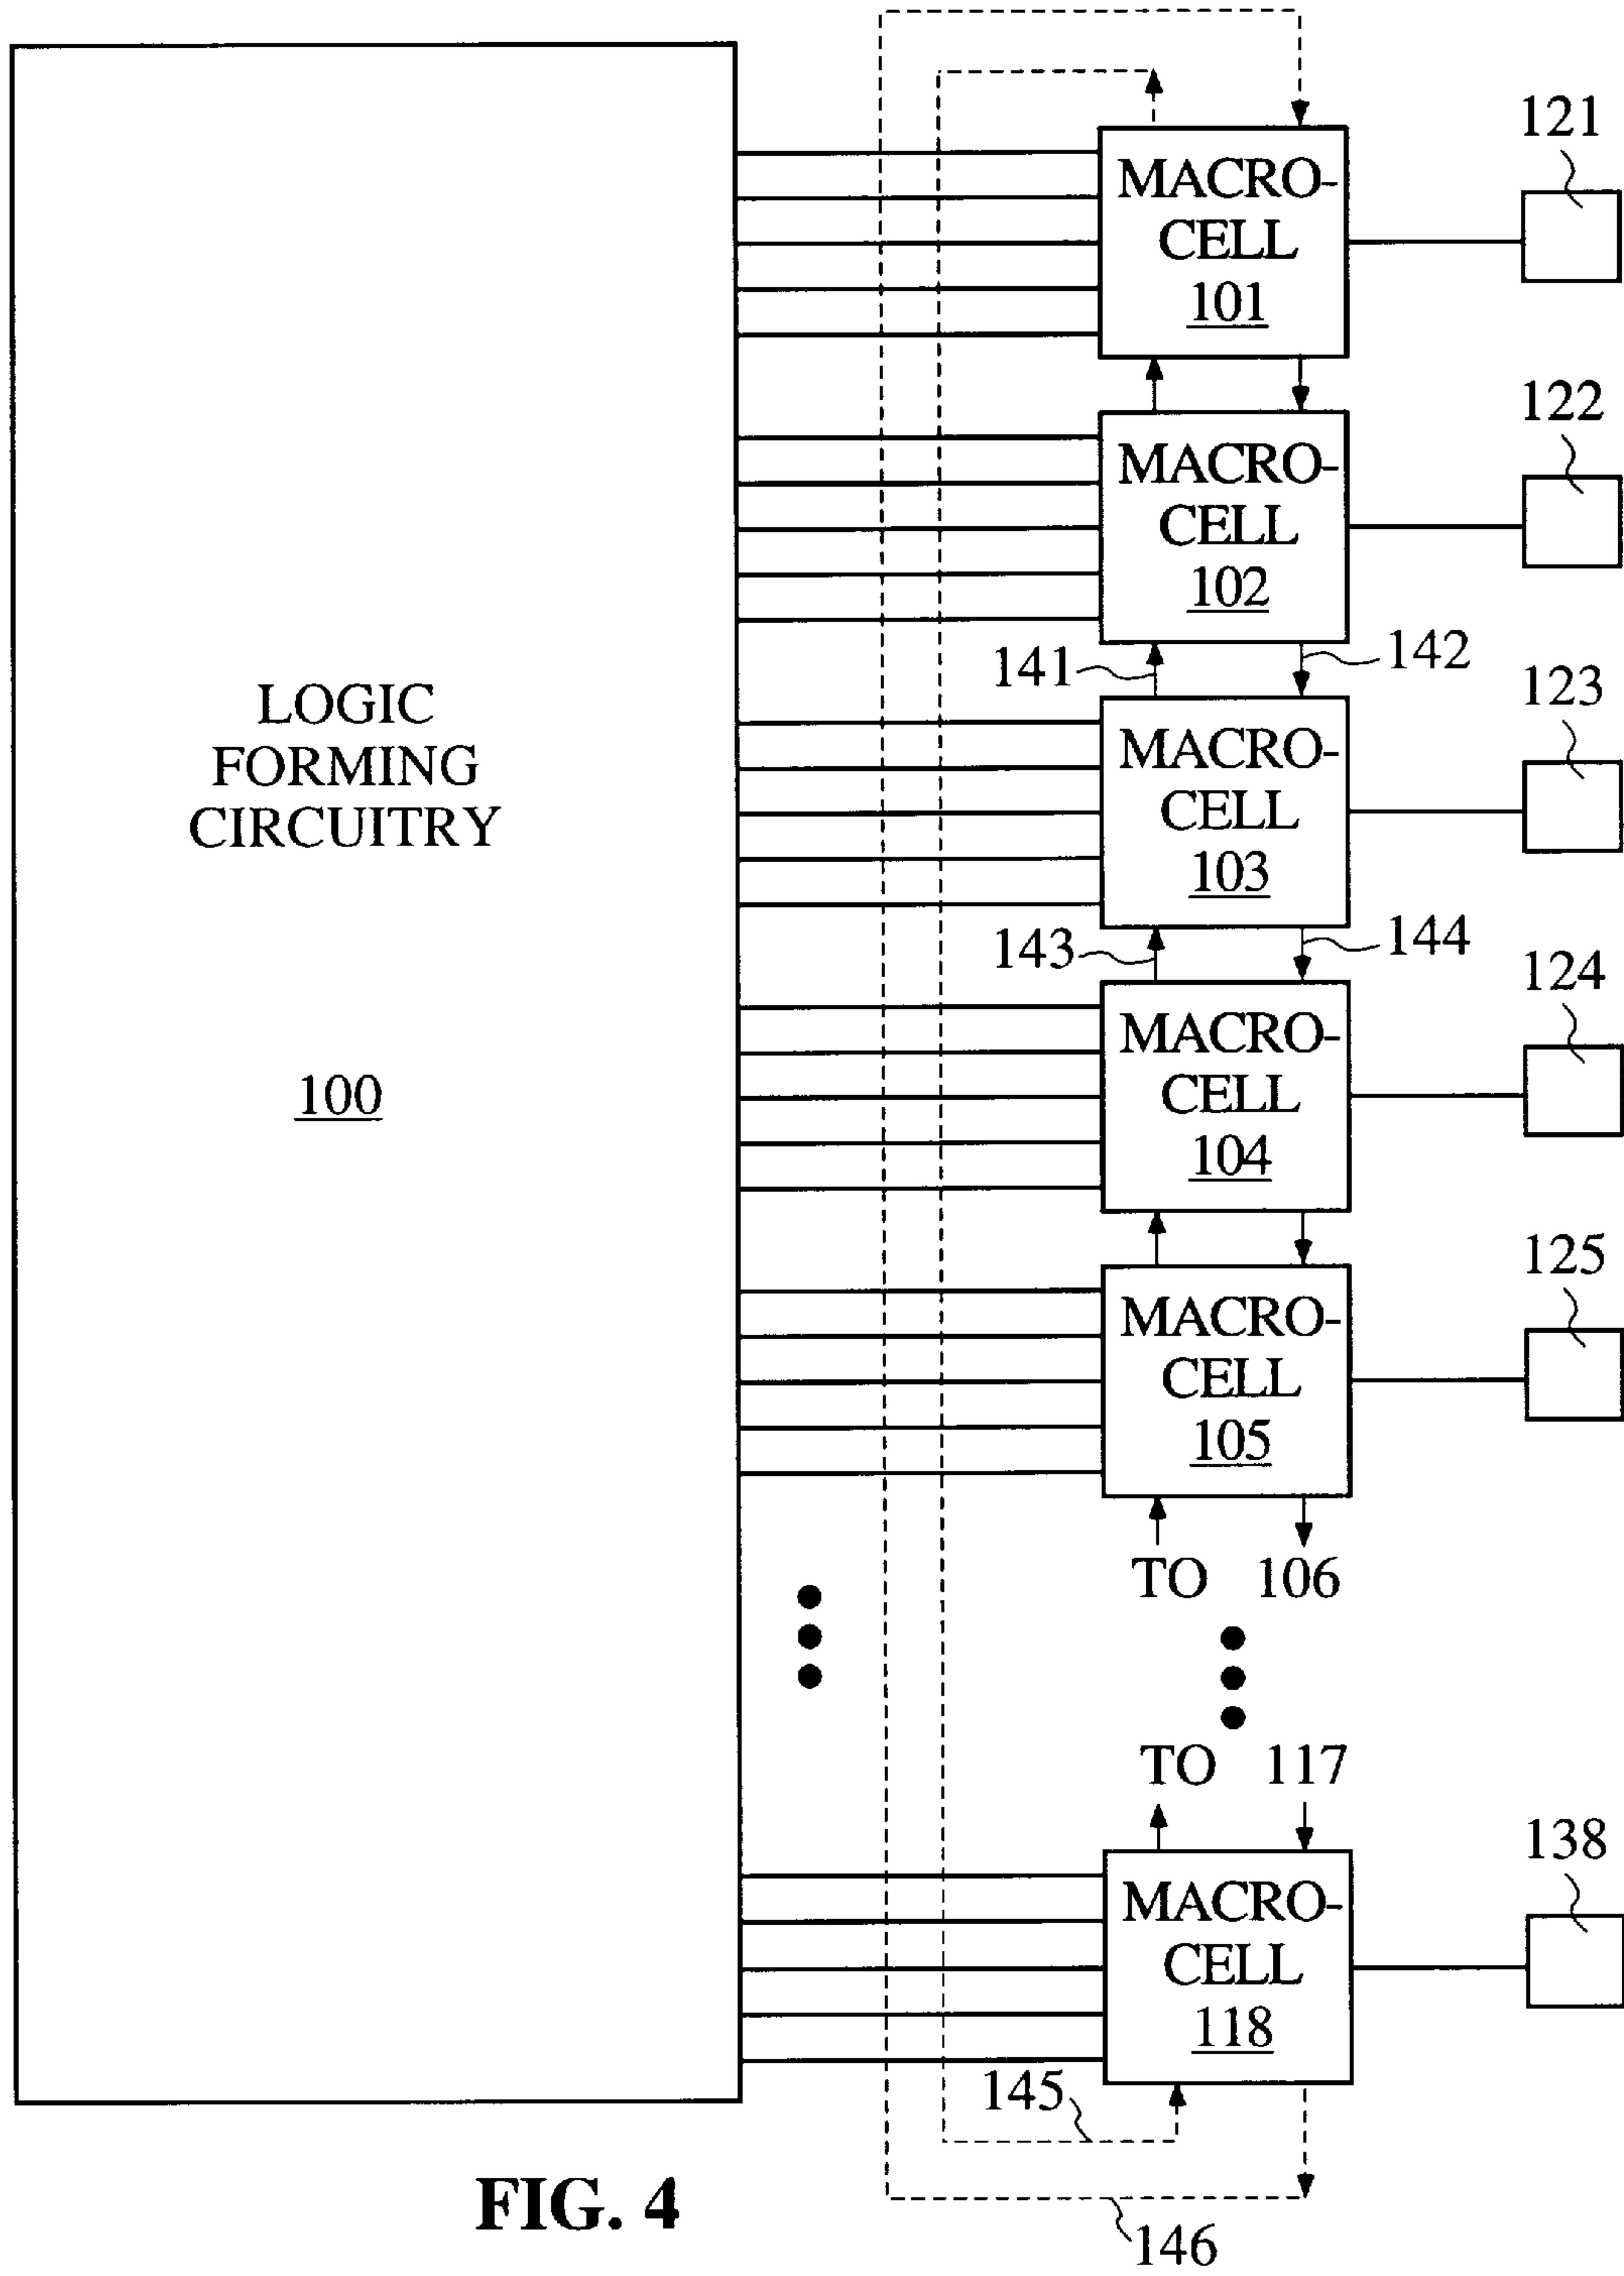 121
MACRO-
CELL
101
122
MACRO-
CELL
102
141
142
123
LOGIC
FORMING
CIRCUITRY
MACRO-
CELL
103
143
144
124
100
MACRO-
CELL
104
125
MACRO-
CELL
105
TO 106
TO 117
138
MACRO-
CELL
118
145
146
FIG. 4